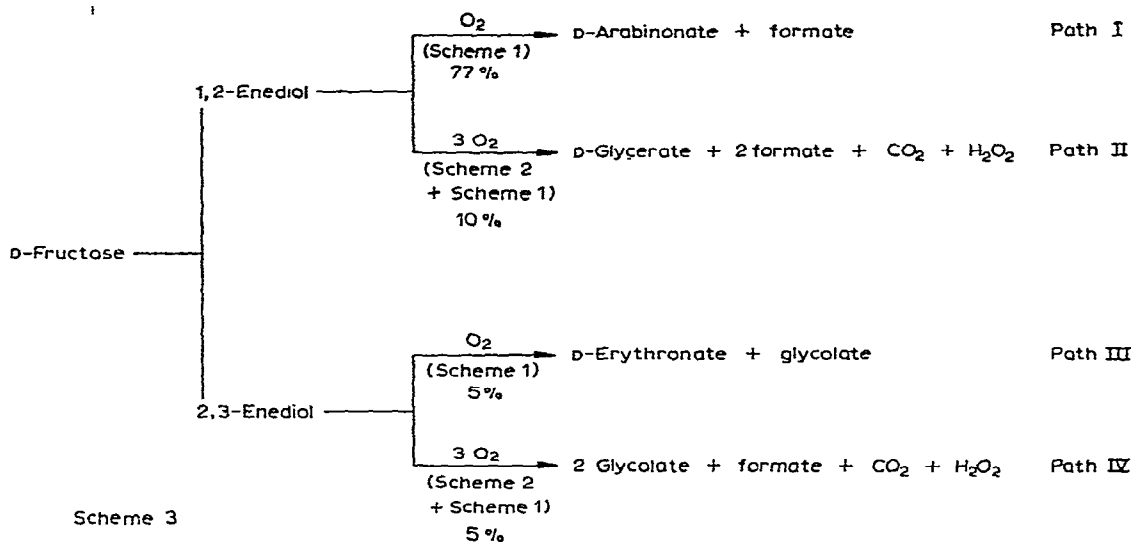 O₂
D-Arabinonate + formate Path I
(Scheme 1)
77 %
1,2-Enediol
3 O₂
D-Glycerate + 2 formate + CO₂ + H₂O₂ Path II
(Scheme 2
+ Scheme 1)
10 %
D-Fructose
O₂
D-Erythronate + glycolate Path III
(Scheme 1)
5 %
2,3-Enediol
3 O₂
2 Glycolate + formate + CO₂ + H₂O₂ Path IV
(Scheme 2
+ Scheme 1)
5 %
Scheme 3